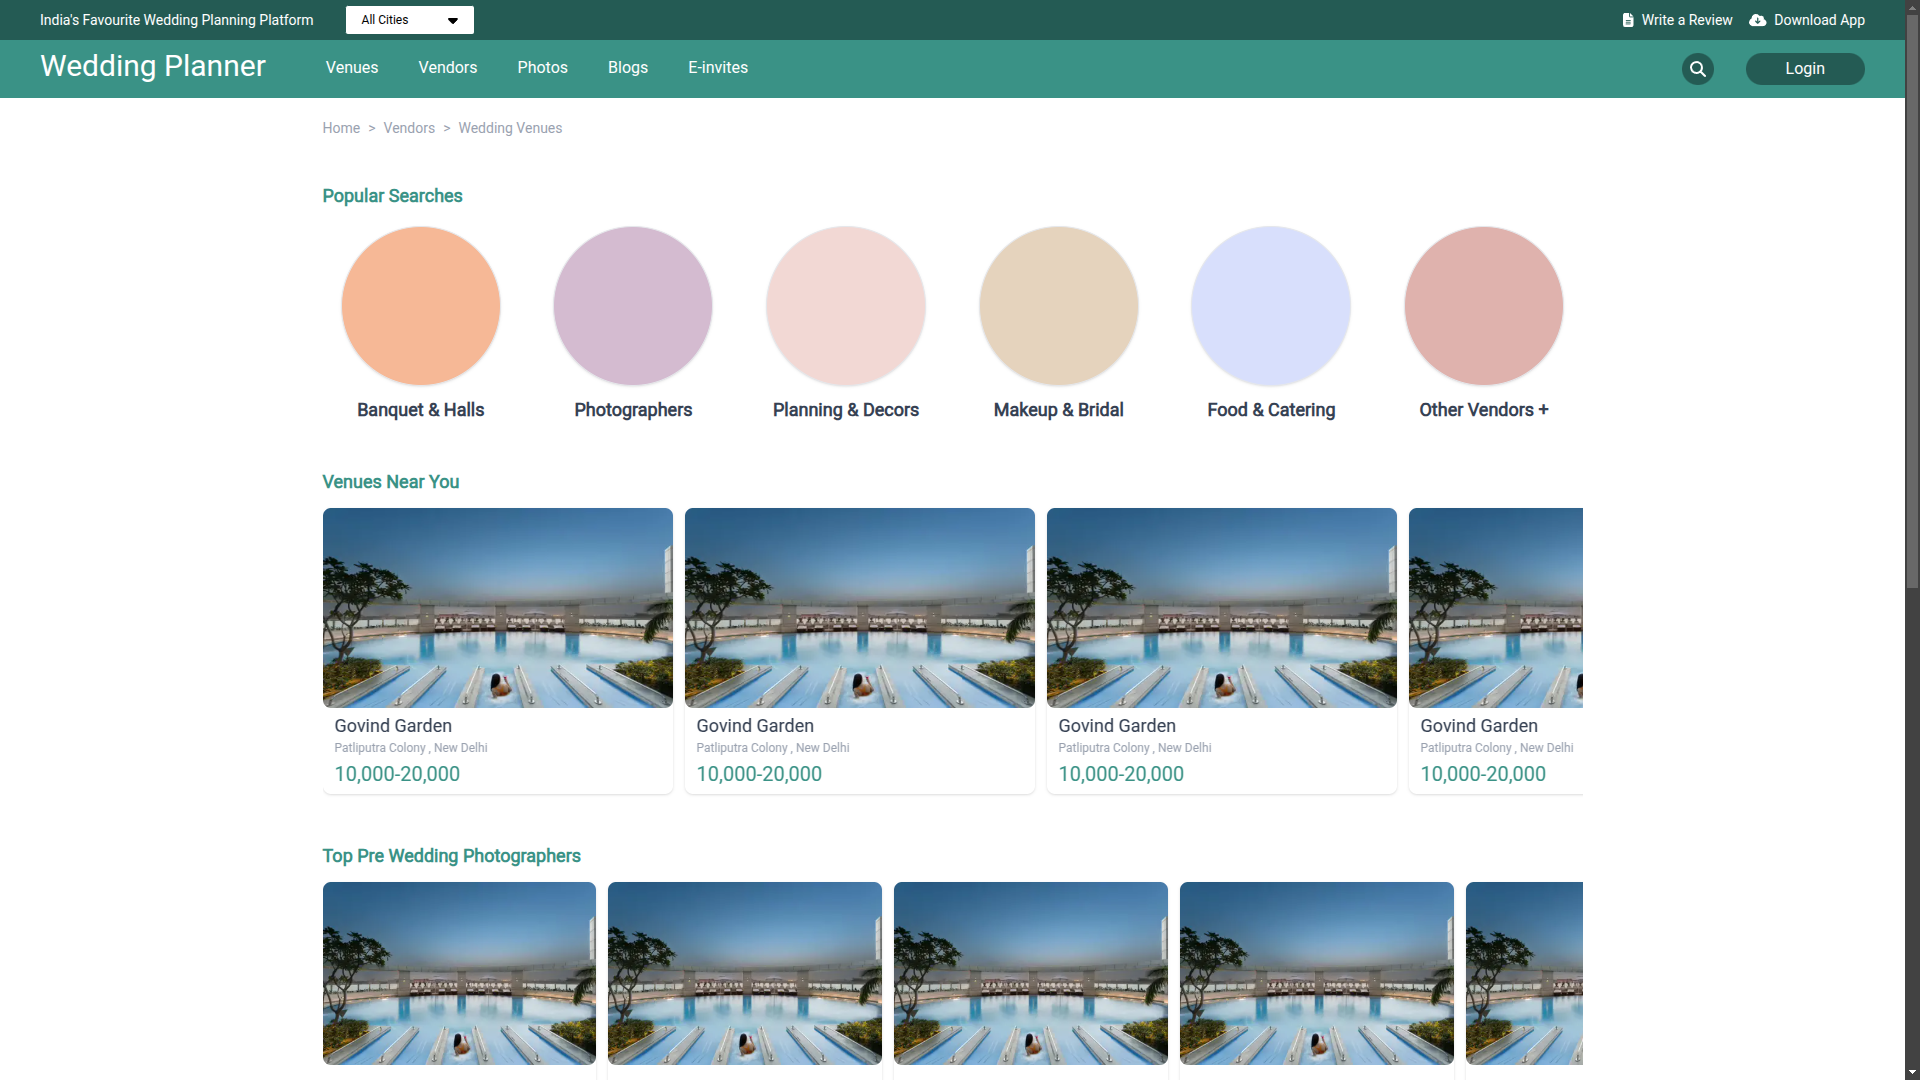 India's Favourite Wedding Planning Platform
All Cities
Write a Review
Download App
Wedding Planner
Venues
Vendors
Photos
Blogs
E-invites
Login
Home > Vendors > Wedding Venues
Popular Searches
Banquet & Halls
Photographers
Planning & Decors
Makeup & Bridal
Food & Catering
Other Vendors +
Venues Near You
Govind Garden
Patliputra Colony , New Delhi
10,000-20,000
Govind Garden
Patliputra Colony , New Delhi
10,000-20,000
Govind Garden
Patliputra Colony , New Delhi
10,000-20,000
Govind Garden
Patliputra Colony , New Delhi
10,000-20,000
Top Pre Wedding Photographers